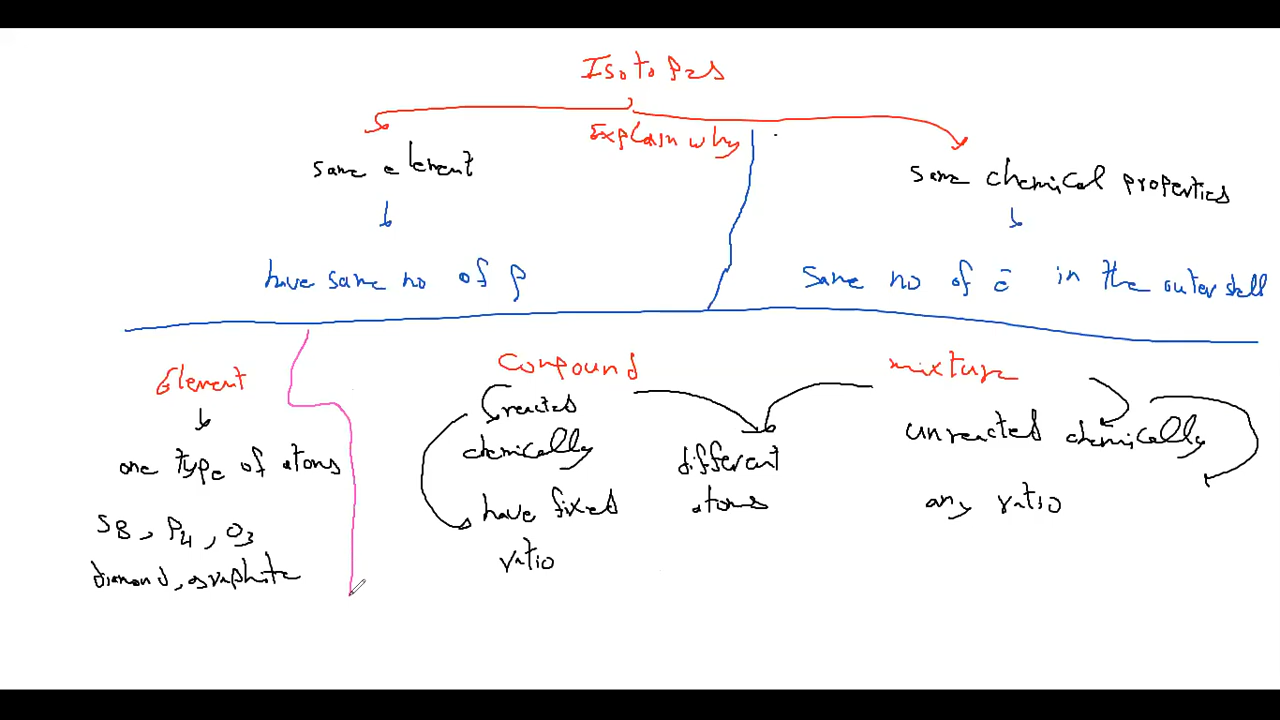 Isotopes
Explain why
same element
same chemical properties
have same no of p
same no of ē in the outer shell
Element
one type of atoms
S8, P4, O3
diamond, graphite
Compound
reacted
chemically
have fixed
ratio
different
atoms
mixture
unreacted chemically
any ratio